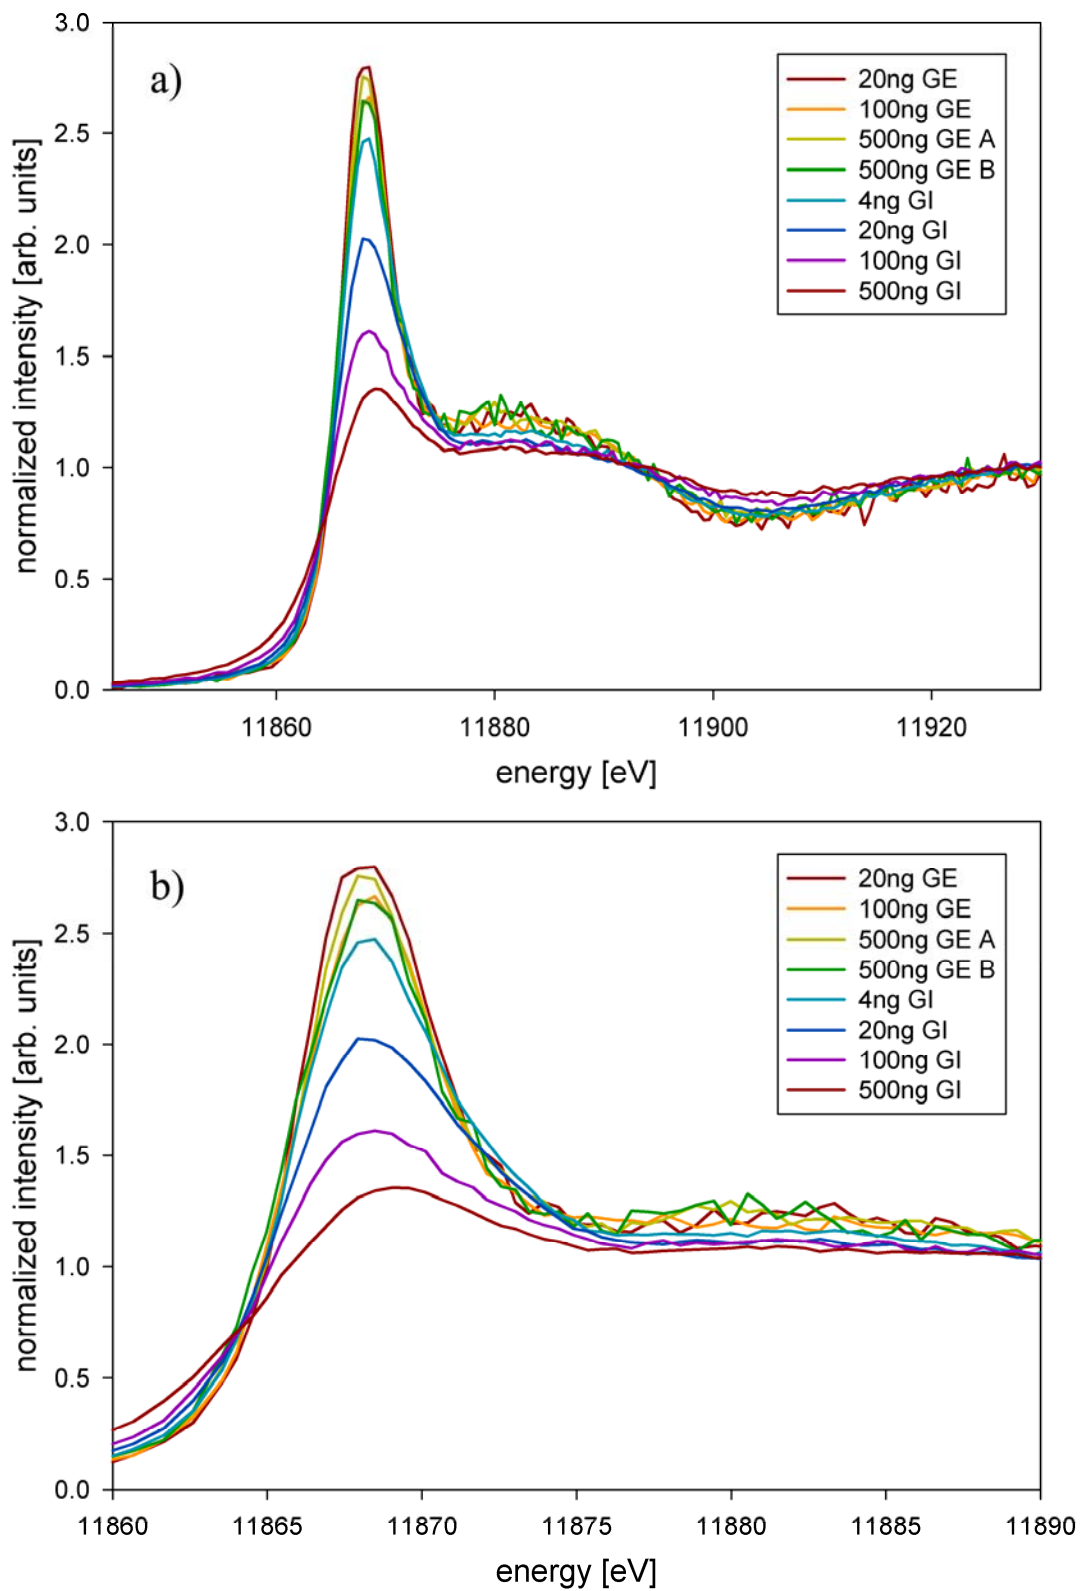 a)
3.0
2.5
2.0
1.5
1.0
0.5
0.0
normalized intensity [arb. units]
20ng GE
100ng GE
500ng GE A
500ng GE B
4ng GI
20ng GI
100ng GI
500ng GI
11860 11880 11900 11920
energy [eV]
b)
3.0
2.5
2.0
1.5
1.0
0.5
0.0
normalized intensity [arb. units]
20ng GE
100ng GE
500ng GE A
500ng GE B
4ng GI
20ng GI
100ng GI
500ng GI
11860 11865 11870 11875 11880 11885 11890
energy [eV]